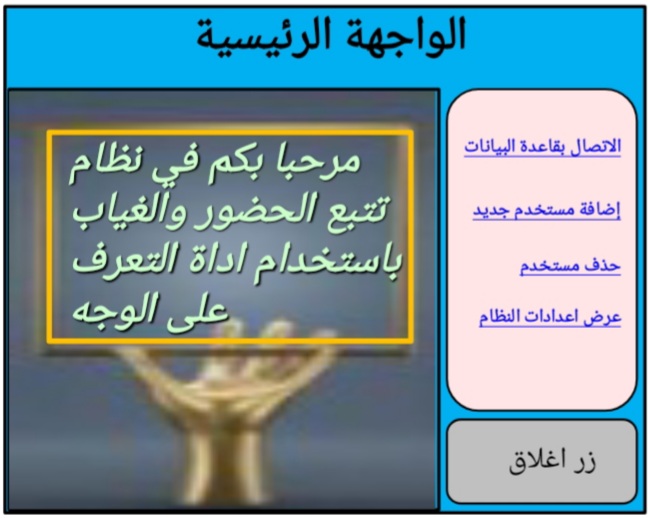 الواجهة الرئيسية
مرحبا بكم في نظام
تتبع الحضور والغياب
باستخدام اداة التعرف
على الوجه
الاتصال بقاعدة البيانات
إضافة مستخدم جديد
حذف مستخدم
عرض اعدادات النظام
زر اغلاق